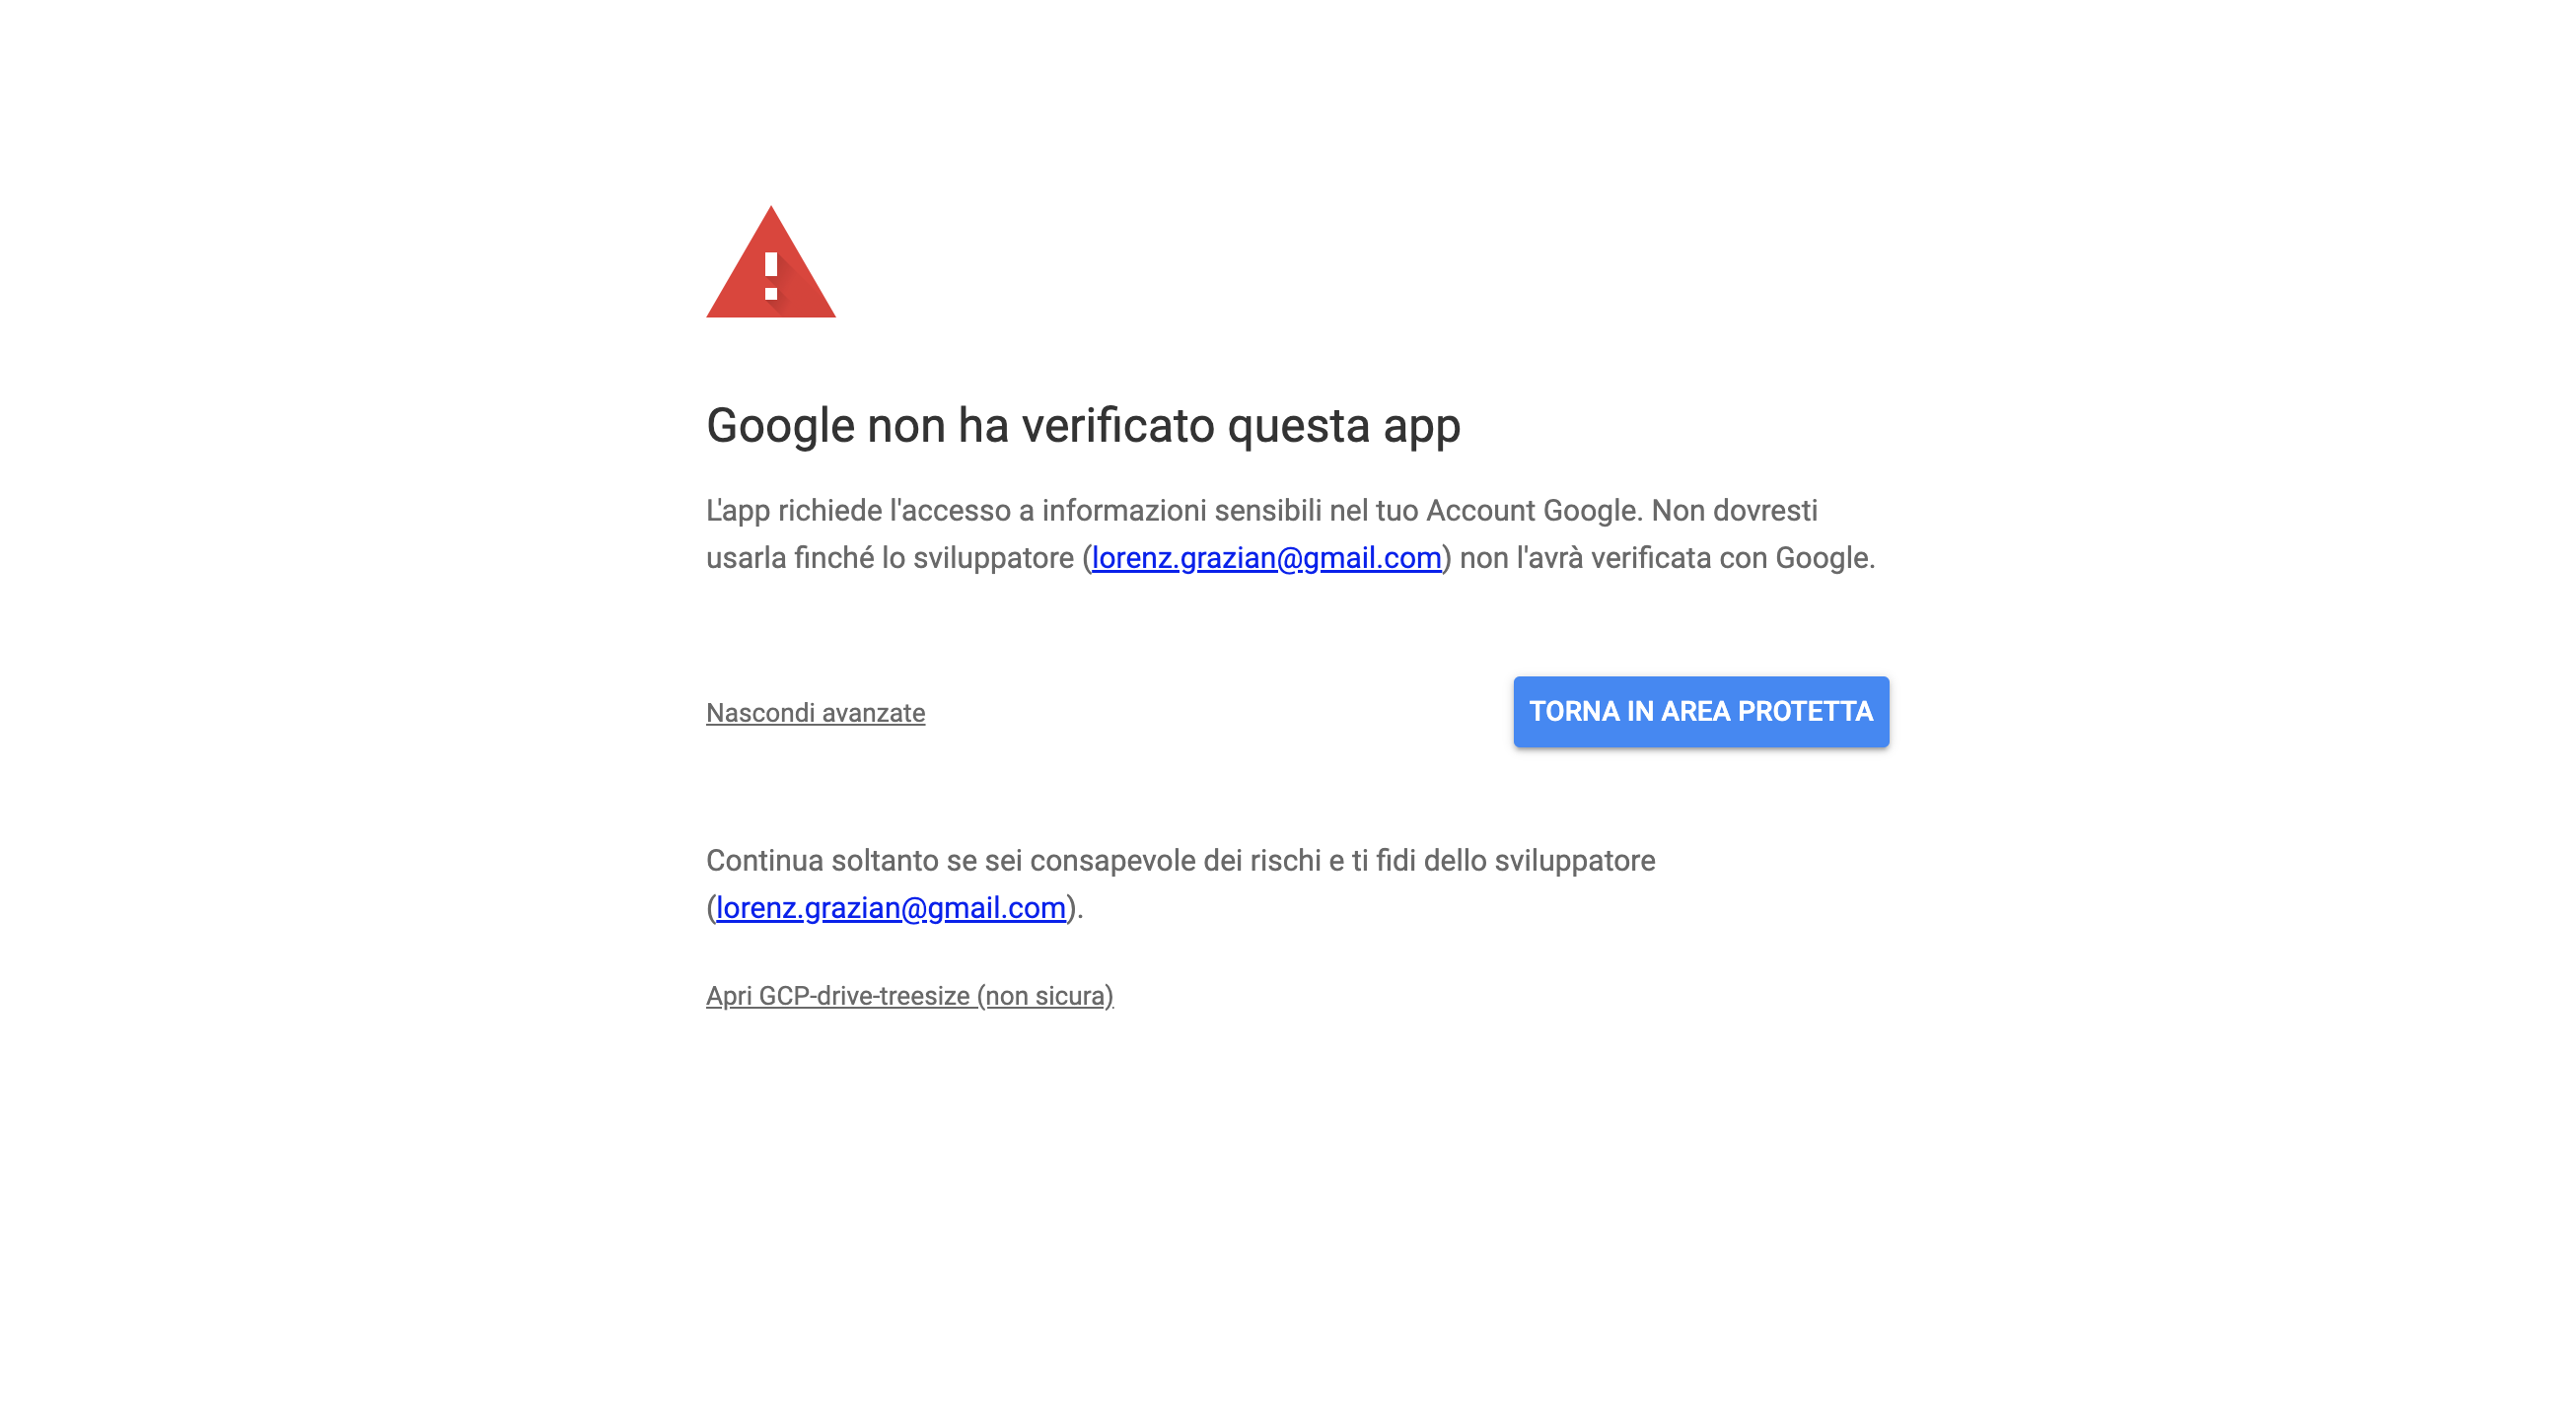 Google non ha verificato questa app
L'app richiede l'accesso a informazioni sensibili nel tuo Account Google. Non dovresti
usarla finché lo sviluppatore (lorenz.grazian@gmail.com) non l'avrà verificata con Google.
Nascondi avanzate
TORNA IN AREA PROTETTA
Continua soltanto se sei consapevole dei rischi e ti fidi dello sviluppatore
(lorenz.grazian@gmail.com).
Apri GCP-drive-treesize (non sicura)